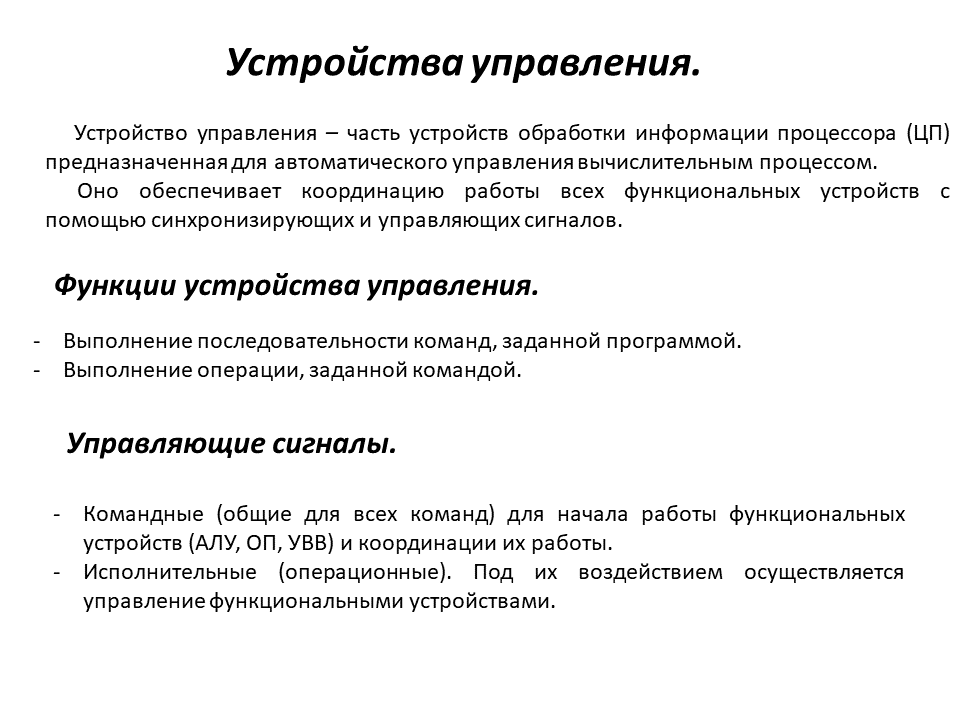 Устройства управления.
Устройство управления – часть устройств обработки информации процессора (ЦП)
предназначенная для автоматического управления вычислительным процессом.
Оно обеспечивает координацию работы всех функциональных устройств с
помощью синхронизирующих и управляющих сигналов.
Функции устройства управления.
- Выполнение последовательности команд, заданной программой.
- Выполнение операции, заданной командой.
Управляющие сигналы.
- Командные (общие для всех команд) для начала работы функциональных
устройств (АЛУ, ОП, УВВ) и координации их работы.
- Исполнительные (операционные). Под их воздействием осуществляется
управление функциональными устройствами.